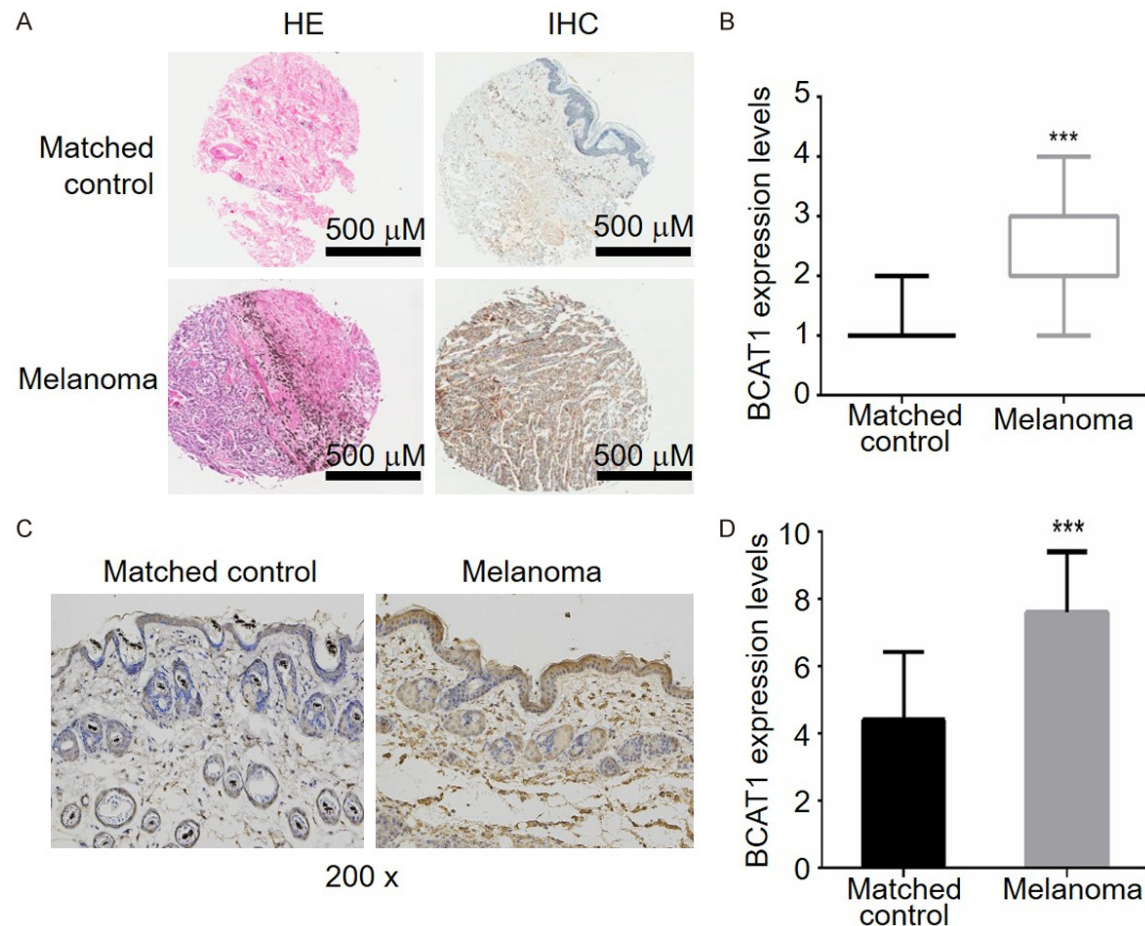 A
HE
IHC
Matched
control
500 μM
500 μM
Melanoma
500 μM
500 μM
B
BCAT1 expression levels
5
4
3
2
1
0
***
Matched
control
Melanoma
C
Matched control
Melanoma
200 x
D
BCAT1 expression levels
10
8
6
4
2
0
***
Matched
control
Melanoma